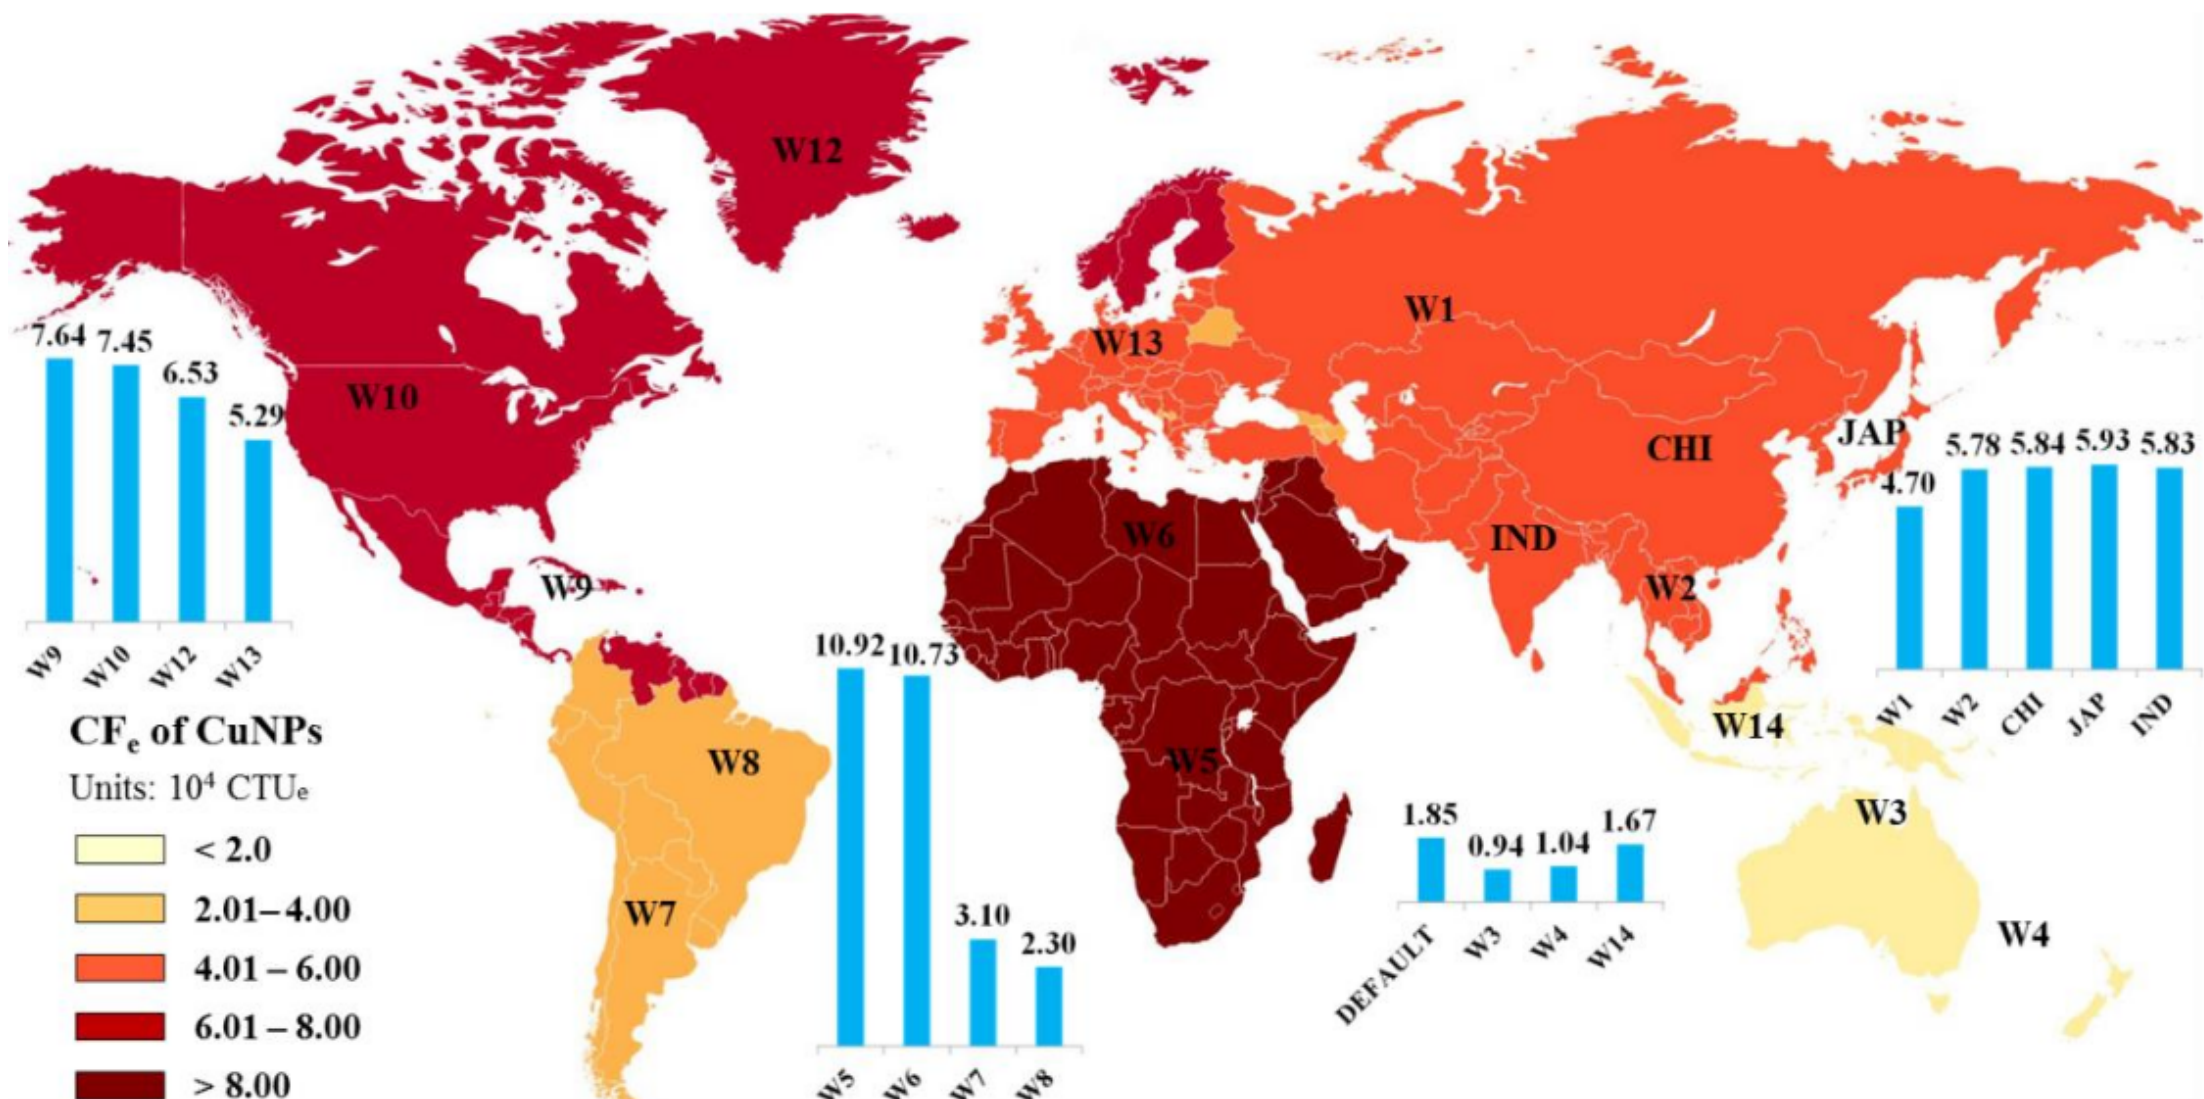 W12
W10
W9
W8
W7
W13
W1
CHI
JAP
IND
W2
W6
W5
W14
W3
W4
7.64 7.45 6.53 5.29
W9 W10 W12 W13
10.92 10.73 3.10 2.30
W5 W6 W7 W8
1.85 0.94 1.04 1.67
DEFAULT W3 W4 W14
4.70 5.78 5.84 5.93 5.83
W1 W2 CHI JAP IND
CFe of CuNPs
Units: 10⁴ CTUe
< 2.0
2.01–4.00
4.01 – 6.00
6.01 – 8.00
> 8.00